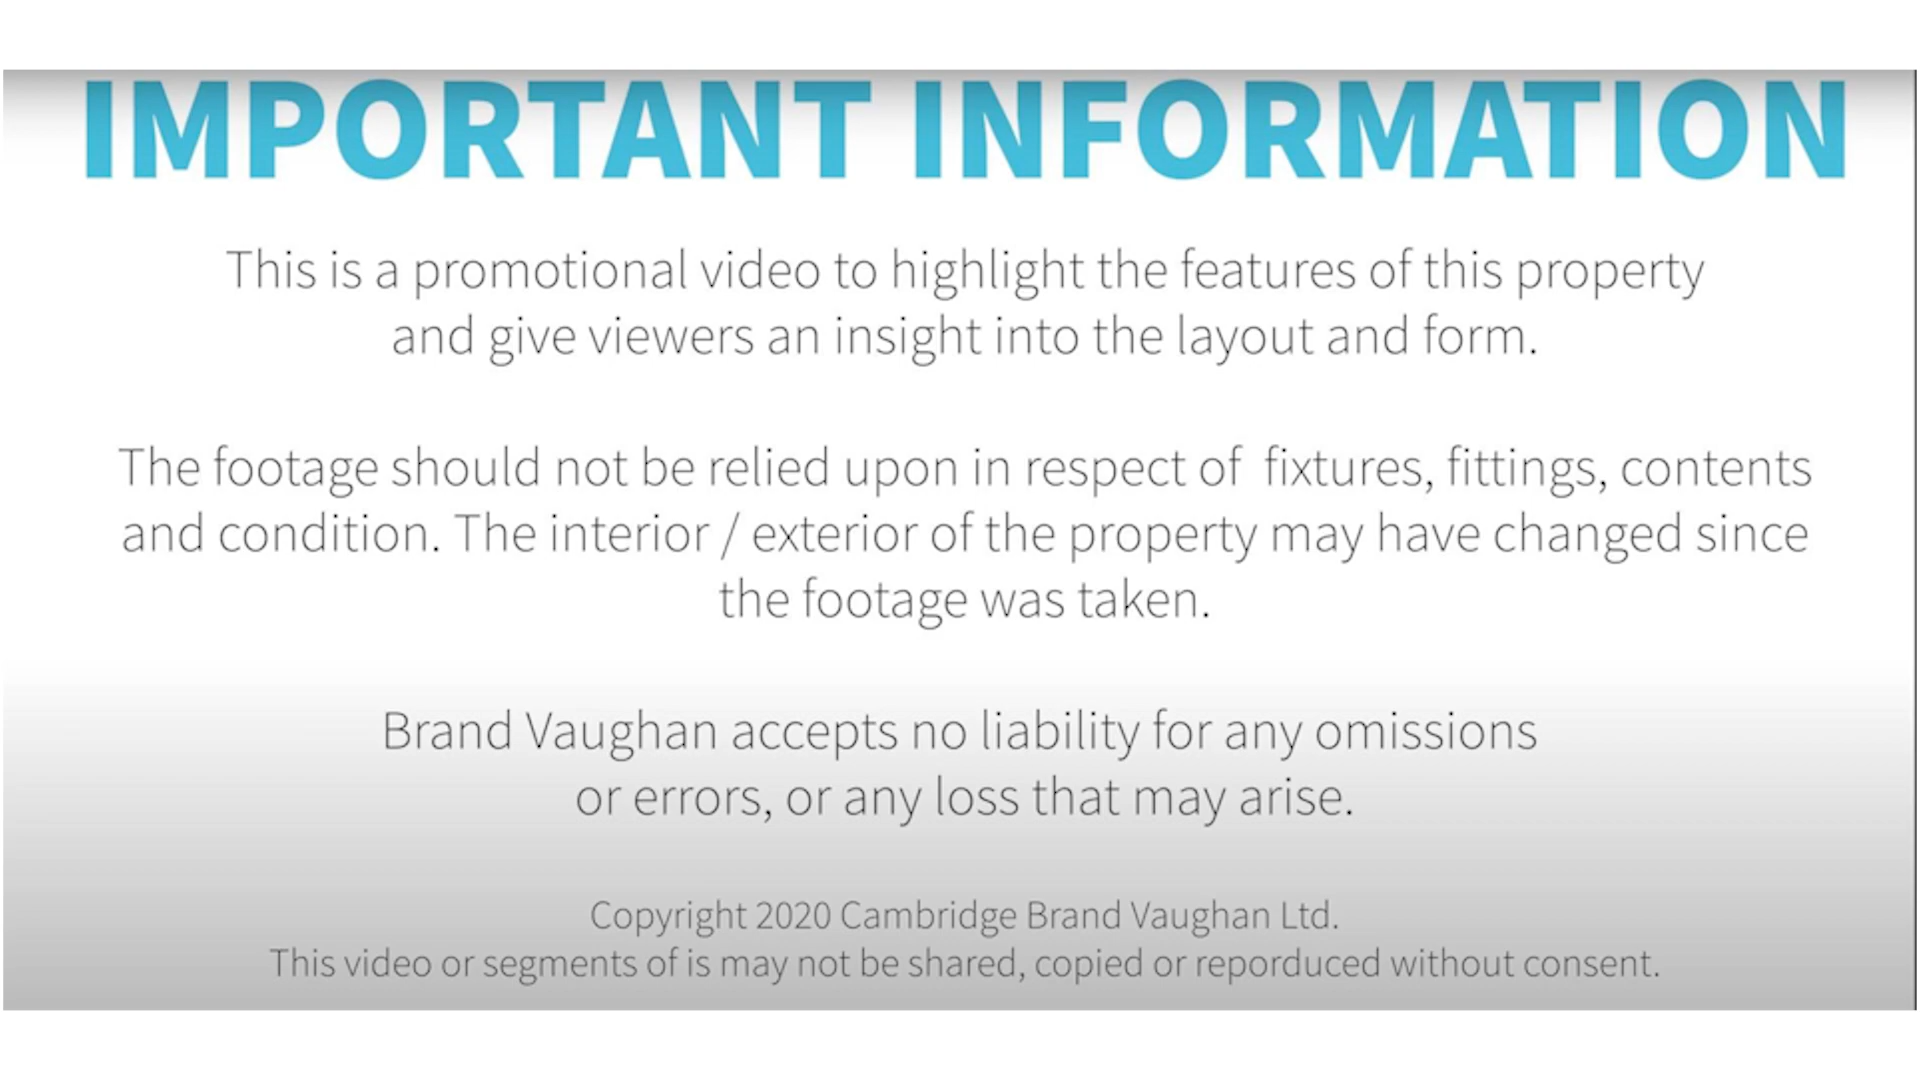 IMPORTANT INFORMATION
This is a promotional video to highlight the features of this property
and give viewers an insight into the layout and form.
The footage should not be relied upon in respect of fixtures, fittings, contents
and condition. The interior / exterior of the property may have changed since
the footage was taken.
Brand Vaughan accepts no liability for any omissions
or errors, or any loss that may arise.
Copyright 2020 Cambridge Brand Vaughan Ltd.
This video or segments of is may not be shared, copied or reporduced without consent.